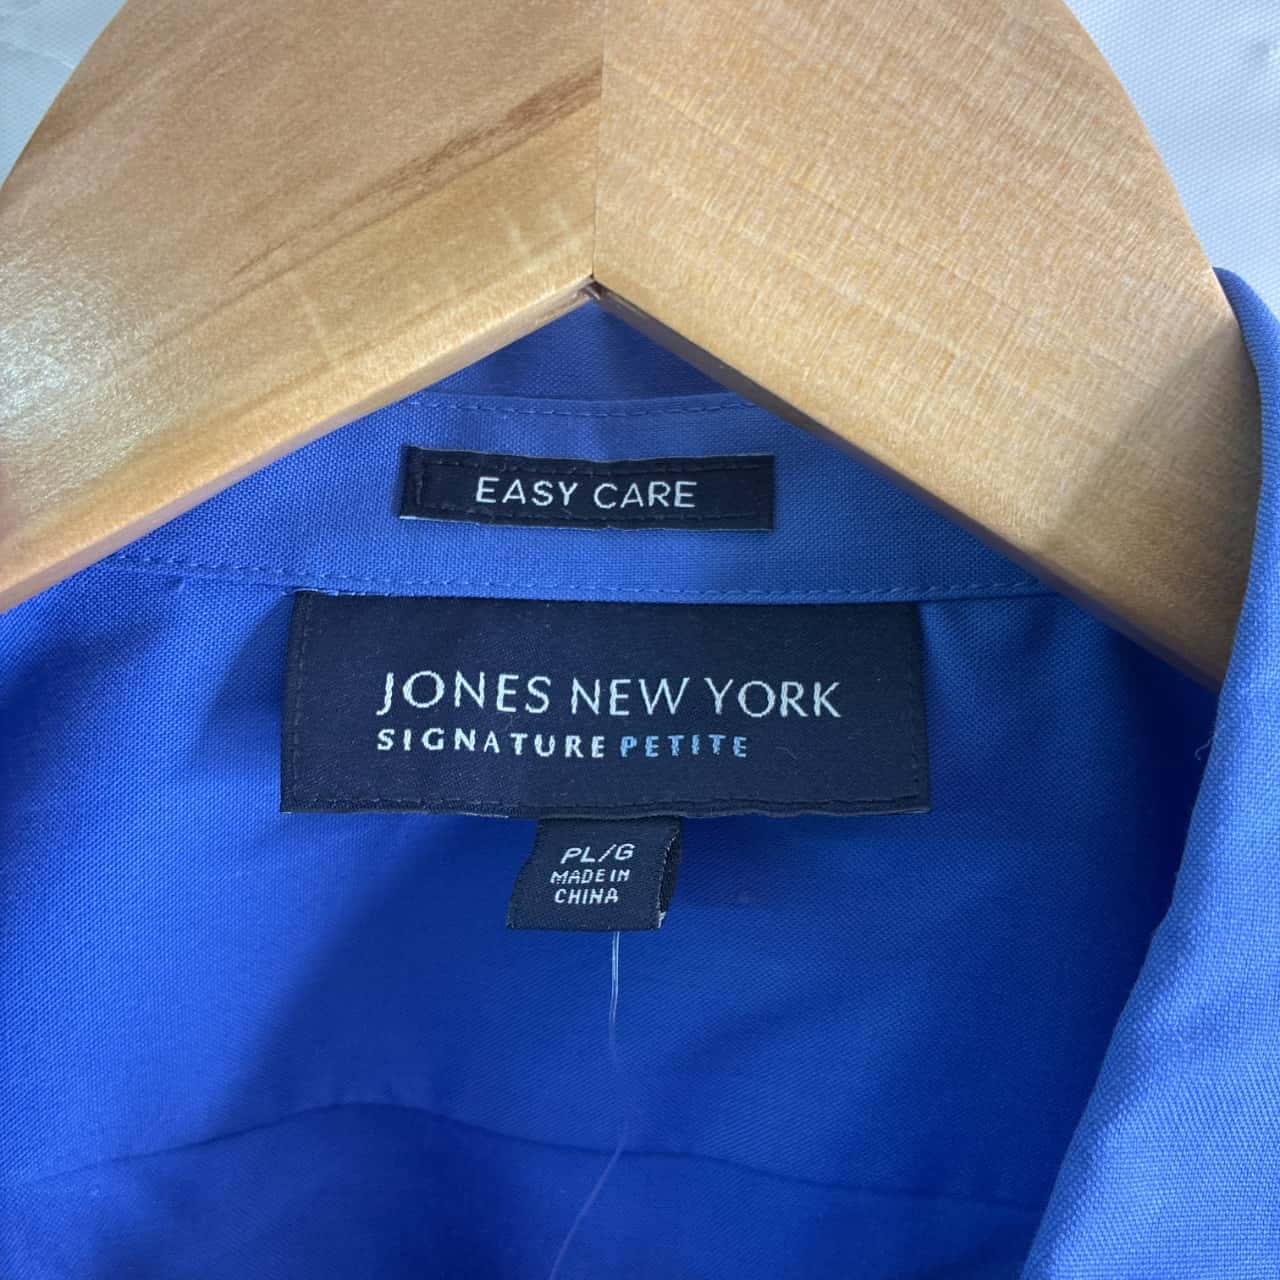 EASY CARE
JONES NEW YORK
SIGNATURE PETITE
PL/G
MADE IN
CHINA